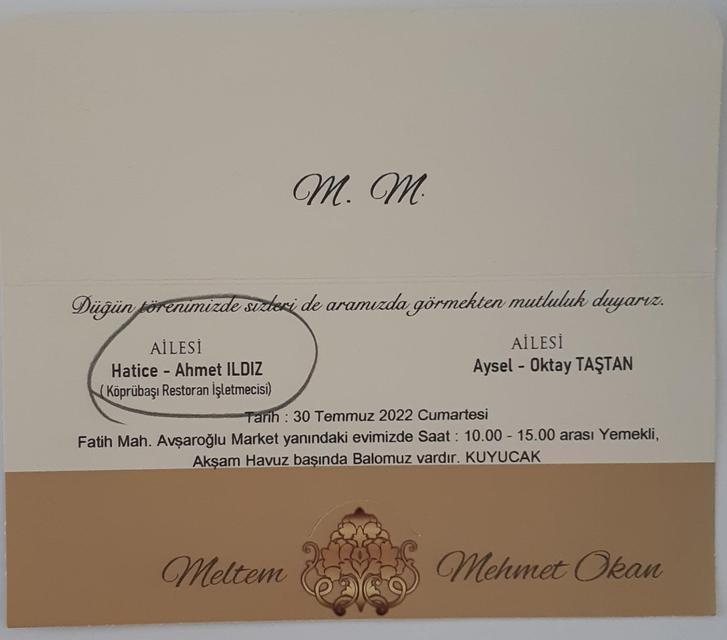 M. M.
Düğün törenimizde sizleri de aramızda görmekten mutluluk duyarız.
AİLESİ
Hatice - Ahmet ILDIZ
( Köprübaşı Restoran İşletmecisi)
AİLESİ
Aysel - Oktay TAŞTAN
Tarih : 30 Temmuz 2022 Cumartesi
Fatih Mah. Avşaroğlu Market yanındaki evimizde Saat : 10.00 - 15.00 arası Yemekli,
Akşam Havuz başında Balomuz vardır. KUYUCAK
Meltem Mehmet Okan